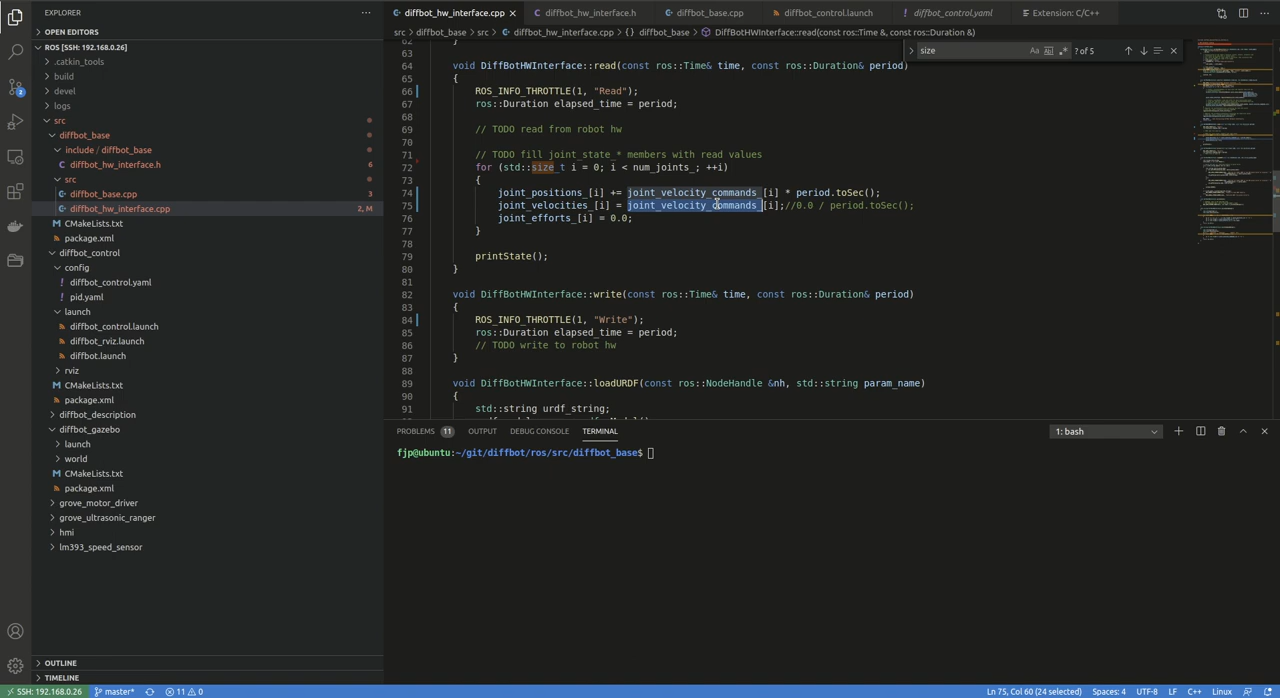 EXPLORER
···
diffbot_hw_interface.cpp ×
diffbot_hw_interface.h
diffbot_base.cpp
diffbot_control.launch
diffbot_control.yaml
Extension: C/C++
···
OPEN EDITORS
src > diffbot_base > src > diffbot_hw_interface.cpp > {} diffbot_base > DiffBotHWInterface::read(const ros::Time &, const ros::Duration &)
size
Aa
? of 5
ROS [SSH: 192.168.0.26]
.catkin_tools
build
devel
logs
src
diffbot_base
include / diffbot_base
diffbot_hw_interface.h 6
src
diffbot_base.cpp 3
diffbot_hw_interface.cpp 2, M
CMakeLists.txt
package.xml
diffbot_control
config
diffbot_control.yaml
pid.yaml
launch
diffbot_control.launch
diffbot_rviz.launch
diffbot.launch
rviz
CMakeLists.txt
package.xml
diffbot_description
diffbot_gazebo
launch
world
CMakeLists.txt
package.xml
grove_motor_driver
grove_ultrasonic_ranger
hmi
lm393_speed_sensor
OUTLINE
TIMELINE
2
62 }
63
64 void DiffBotHWInterface::read(const ros::Time& time, const ros::Duration& period)
65 {
66 ROS_INFO_THROTTLE(1, "Read");
67 ros::Duration elapsed_time = period;
68
69 // TODO read from robot hw
70
71 // TODO fill joint_state_* members with read values
72 for (std::size_t i = 0; i < num_joints_; ++i)
73 {
74 joint_positions_[i] += joint_velocity_commands_[i] * period.toSec();
75 joint_velocities_[i] = joint_velocity_commands_[i];//0.0 / period.toSec();
76 joint_efforts_[i] = 0.0;
77 }
78
79 printState();
80 }
81
82 void DiffBotHWInterface::write(const ros::Time& time, const ros::Duration& period)
83 {
84 ROS_INFO_THROTTLE(1, "Write");
85 ros::Duration elapsed_time = period;
86 // TODO write to robot hw
87 }
88
89 void DiffBotHWInterface::loadURDF(const ros::NodeHandle &nh, std::string param_name)
90 {
91 std::string urdf_string;
PROBLEMS 11 OUTPUT DEBUG CONSOLE TERMINAL 1: bash
fjp@ubuntu:~/git/diffbot/ros/src/diffbot_base$
SSH: 192.168.0.26 master* 11 0 Ln 75, Col 60 (24 selected) Spaces: 4 UTF-8 LF C++ Linux